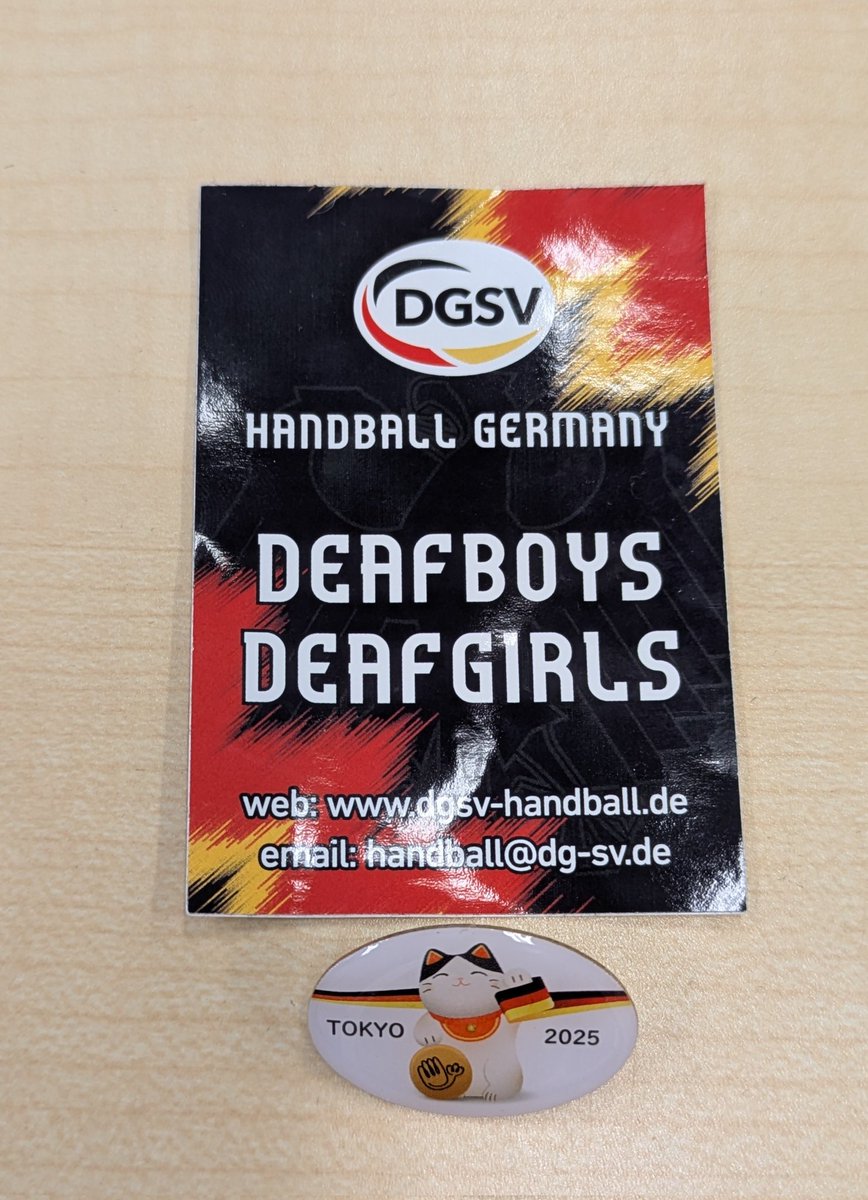 DGSV
HANDBALL GERMANY
DEAFBOYS
DEAFGIRLS
web: www.dgsv-handball.de
email: handball@dg-sv.de
TOKYO 2025